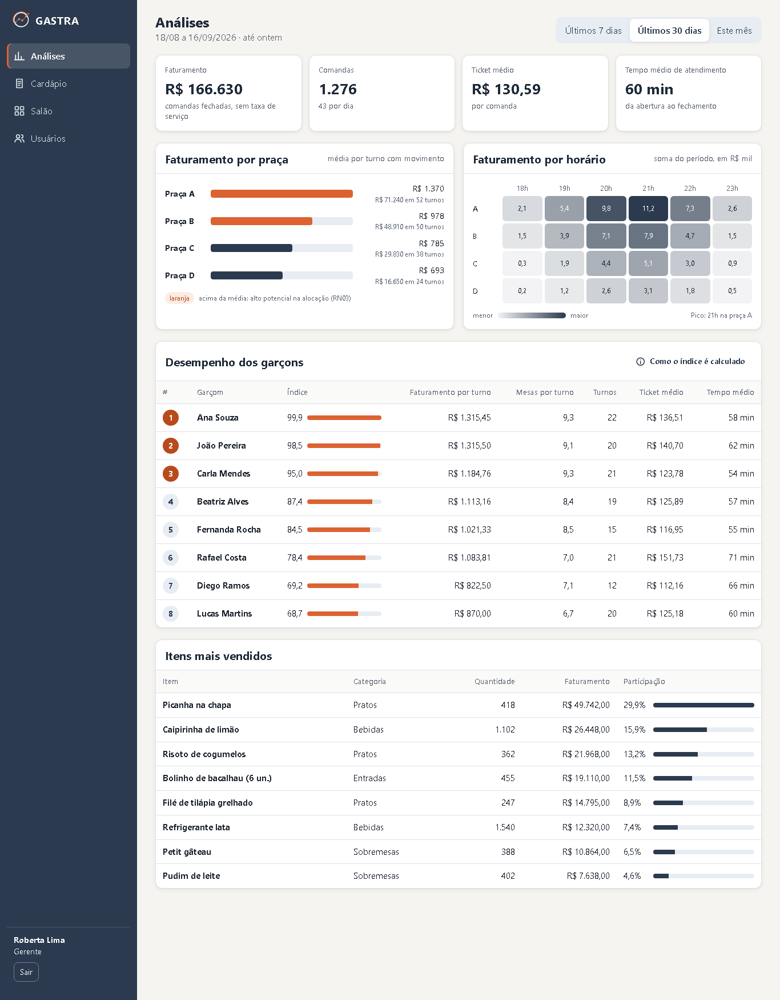 GASTRA
Análises
Cardápio
Salão
Usuários
Roberta Lima
Gerente
Sair
Análises
18/08 a 16/09/2026 · até ontem
Últimos 7 dias Últimos 30 dias Este mês
Faturamento
R$ 166.630
comandas fechadas, sem taxa de
serviço
Comandas
1.276
43 por dia
Ticket médio
R$ 130,59
por comanda
Tempo médio de atendimento
60 min
da abertura ao fechamento
Faturamento por praça média por turno com movimento
Praça A R$ 1.370
R$ 71.240 em 52 turnos
Praça B R$ 978
R$ 48.910 em 50 turnos
Praça C R$ 785
R$ 29.830 em 38 turnos
Praça D R$ 693
R$ 16.650 em 24 turnos
laranja acima da média: alto potencial na alocação (RN03)
Faturamento por horário soma do período, em R$ mil
18h 19h 20h 21h 22h 23h
A 2,1 5,4 9,8 11,2 7,3 2,6
B 1,5 3,9 7,1 7,9 4,7 1,5
C 0,3 1,9 4,4 5,1 3,0 0,9
D 0,2 1,2 2,6 3,1 1,8 0,5
menor maior Pico: 21h na praça A
Desempenho dos garçons Como o índice é calculado
# Garçom Índice Faturamento por turno Mesas por turno Turnos Ticket médio Tempo médio
1 Ana Souza 99,9 R$ 1.315,45 9,3 22 R$ 136,51 58 min
2 João Pereira 98,5 R$ 1.315,50 9,1 20 R$ 140,70 62 min
3 Carla Mendes 95,0 R$ 1.184,76 9,3 21 R$ 123,78 54 min
4 Beatriz Alves 87,4 R$ 1.113,16 8,4 19 R$ 125,89 57 min
5 Fernanda Rocha 84,5 R$ 1.021,33 8,5 15 R$ 116,95 55 min
6 Rafael Costa 78,4 R$ 1.083,81 7,0 21 R$ 151,73 71 min
7 Diego Ramos 69,2 R$ 822,50 7,1 12 R$ 112,16 66 min
8 Lucas Martins 68,7 R$ 870,00 6,7 20 R$ 125,18 60 min
Itens mais vendidos
Item Categoria Quantidade Faturamento Participação
Picanha na chapa Pratos 418 R$ 49.742,00 29,9%
Caipirinha de limão Bebidas 1.102 R$ 26.448,00 15,9%
Risoto de cogumelos Pratos 362 R$ 21.968,00 13,2%
Bolinho de bacalhau (6 un.) Entradas 455 R$ 19.110,00 11,5%
Filé de tilápia grelhado Pratos 247 R$ 14.795,00 8,9%
Refrigerante lata Bebidas 1.540 R$ 12.320,00 7,4%
Petit gâteau Sobremesas 388 R$ 10.864,00 6,5%
Pudim de leite Sobremesas 402 R$ 7.638,00 4,6%